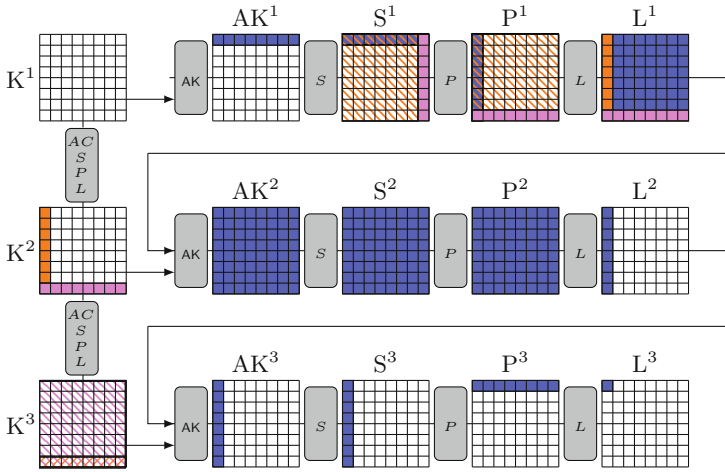 AK¹ S¹ P¹ L¹
K¹ AK S P L
AC
S
P
L
AK² S² P² L²
K² AK S P L
AC
S
P
L
AK³ S³ P³ L³
K³ AK S P L